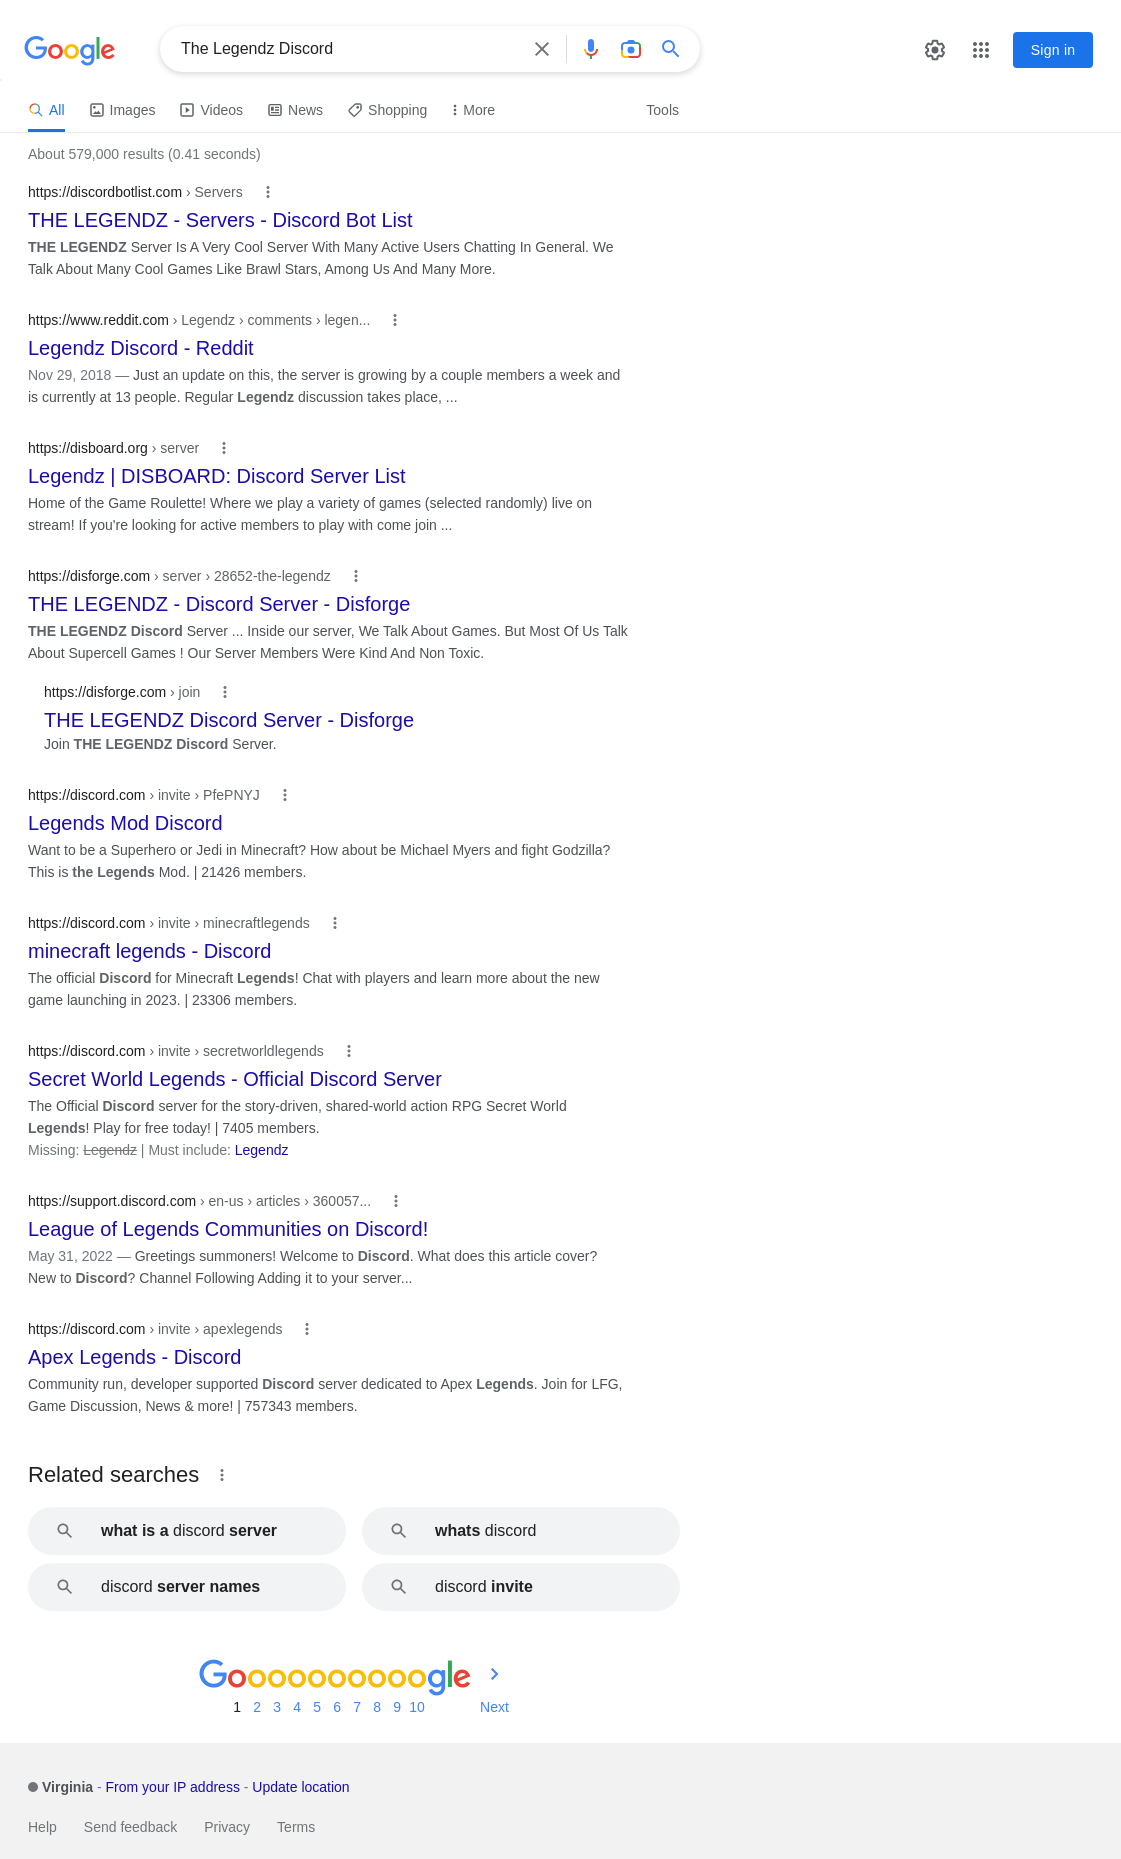 Google
The Legendz Discord
Sign in
All Images Videos News Shopping More Tools
About 579,000 results (0.41 seconds)
https://discordbotlist.com › Servers
THE LEGENDZ - Servers - Discord Bot List
THE LEGENDZ Server Is A Very Cool Server With Many Active Users Chatting In General. We
Talk About Many Cool Games Like Brawl Stars, Among Us And Many More.
https://www.reddit.com › Legendz › comments › legen...
Legendz Discord - Reddit
Nov 29, 2018 — Just an update on this, the server is growing by a couple members a week and
is currently at 13 people. Regular Legendz discussion takes place, ...
https://disboard.org › server
Legendz | DISBOARD: Discord Server List
Home of the Game Roulette! Where we play a variety of games (selected randomly) live on
stream! If you're looking for active members to play with come join ...
https://disforge.com › server › 28652-the-legendz
THE LEGENDZ - Discord Server - Disforge
THE LEGENDZ Discord Server ... Inside our server, We Talk About Games. But Most Of Us Talk
About Supercell Games ! Our Server Members Were Kind And Non Toxic.
https://disforge.com › join
THE LEGENDZ Discord Server - Disforge
Join THE LEGENDZ Discord Server.
https://discord.com › invite › PfePNYJ
Legends Mod Discord
Want to be a Superhero or Jedi in Minecraft? How about be Michael Myers and fight Godzilla?
This is the Legends Mod. | 21426 members.
https://discord.com › invite › minecraftlegends
minecraft legends - Discord
The official Discord for Minecraft Legends! Chat with players and learn more about the new
game launching in 2023. | 23306 members.
https://discord.com › invite › secretworldlegends
Secret World Legends - Official Discord Server
The Official Discord server for the story-driven, shared-world action RPG Secret World
Legends! Play for free today! | 7405 members.
Missing: Legendz | Must include: Legendz
https://support.discord.com › en-us › articles › 360057...
League of Legends Communities on Discord!
May 31, 2022 — Greetings summoners! Welcome to Discord. What does this article cover?
New to Discord? Channel Following Adding it to your server...
https://discord.com › invite › apexlegends
Apex Legends - Discord
Community run, developer supported Discord server dedicated to Apex Legends. Join for LFG,
Game Discussion, News & more! | 757343 members.
Related searches
what is a discord server
whats discord
discord server names
discord invite
Goooooooooogle
1 2 3 4 5 6 7 8 9 10 Next
Virginia - From your IP address - Update location
Help Send feedback Privacy Terms